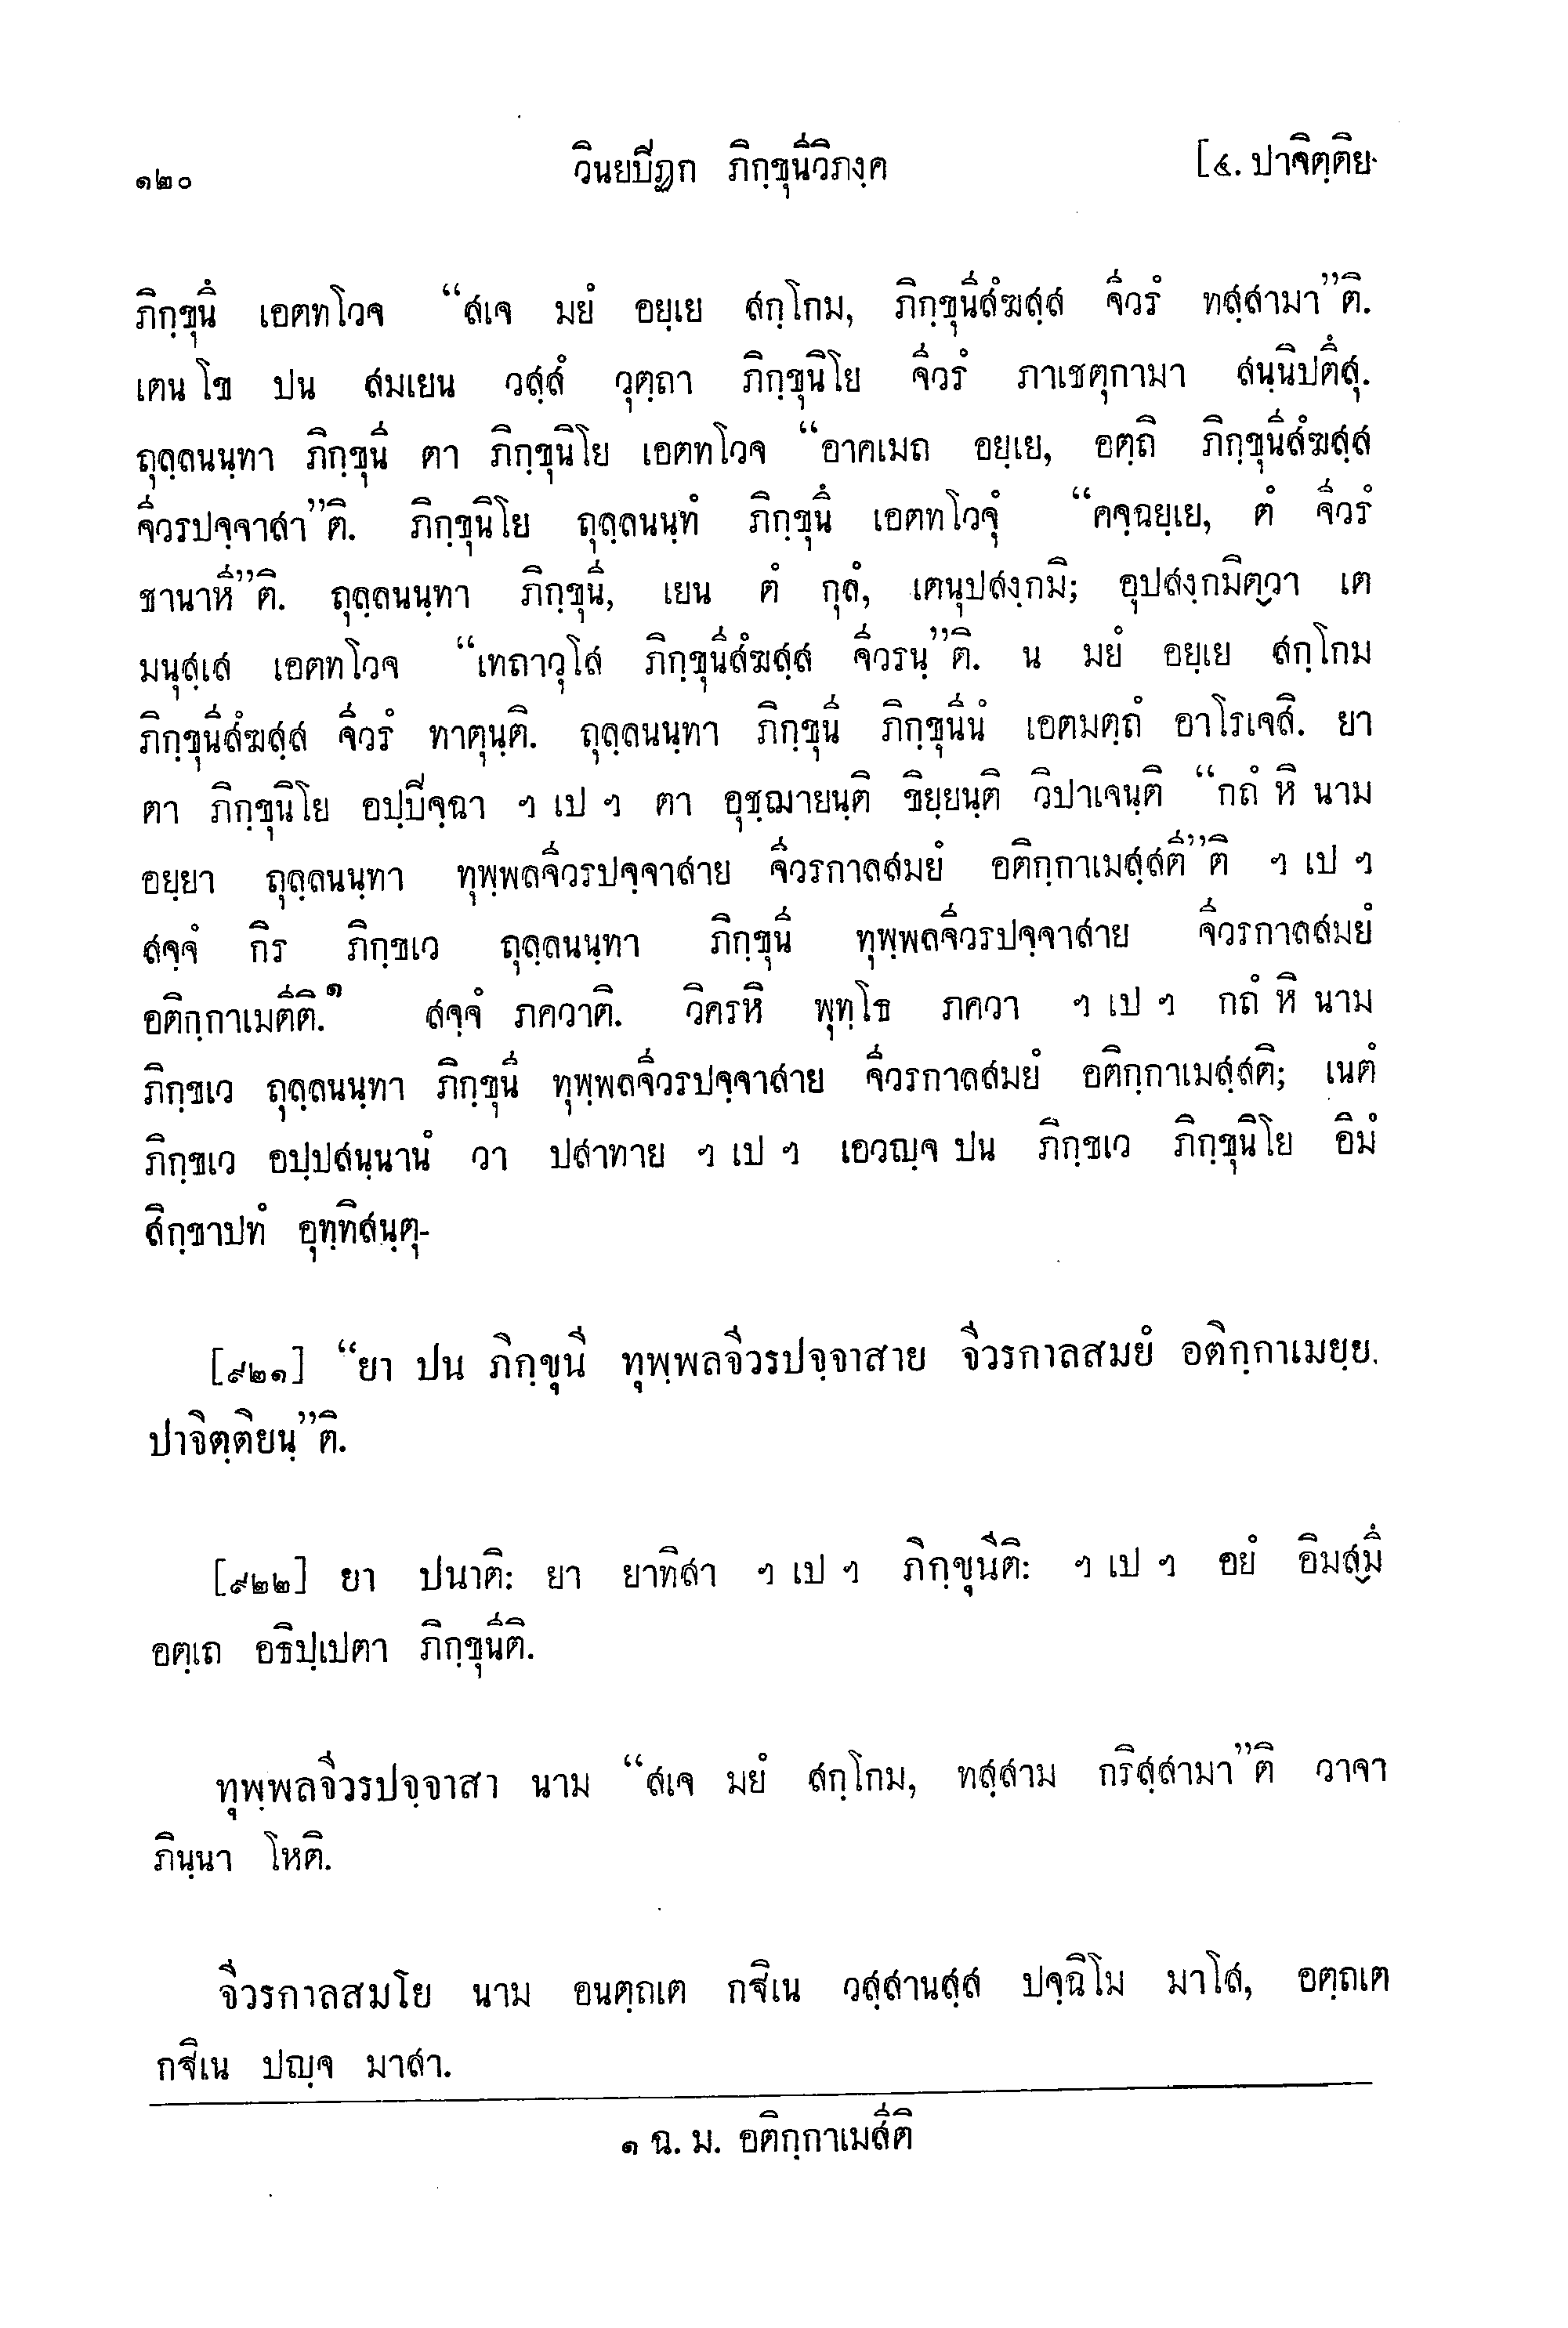 ๑๒๐ วินยปีฏก ภิกฺขุนีวิภงฺค [๔. ปาจิตฺติย
ภิกฺขุนึ เอตทโวจ “สเจ มยํ อยฺเย สกฺโกม, ภิกฺขุนีสํฆสฺส จีวรํ ทสฺสามา”ติ.
เตน โข ปน สมเยน วสฺสํ วุตฺถา ภิกฺขุนิโย จีวรํ ภาเชตุกามา สนฺนิปตึสุ.
ถุลฺลนนฺทา ภิกฺขุนี ตา ภิกฺขุนิโย เอตทโวจ “อาคเมถ อยฺเย, อตฺถิ ภิกฺขุนีสํฆสฺส
จีวรปจฺจาสา”ติ. ภิกฺขุนิโย ถุลฺลนนฺทํ ภิกฺขุนึ เอตทโวจุํ “คจฺฉยฺเย, ตํ จีวรํ
ชานาหี”ติ. ถุลฺลนนฺทา ภิกฺขุนี, เยน ตํ กุลํ, เตนุปสงฺกมิ; อุปสงฺกมิตฺวา เต
มนุสฺเส เอตทโวจ “เทถาวุโส ภิกฺขุนีสํฆสฺส จีวรนฺ”ติ. น มยํ อยฺเย สกฺโกม
ภิกฺขุนีสํฆสฺส จีวรํ ทาตุนฺติ. ถุลฺลนนฺทา ภิกฺขุนี ภิกฺขุนีนํ เอตมตฺถํ อาโรเจสิ. ยา
ตา ภิกฺขุนิโย อปฺปีจฺฉา ฯ เป ฯ ตา อุชฺฌายนฺติ ขิยฺยนฺติ วิปาเจนฺติ “กถํ หิ นาม
อยฺยา ถุลฺลนนฺทา ทุพฺพลจีวรปจฺจาสาย จีวรกาลสมยํ อติกฺกาเมสฺสตี”ติ ฯ เป ฯ
สจฺจํ กิร ภิกฺขเว ถุลฺลนนฺทา ภิกฺขุนี ทุพฺพลจีวรปจฺจาสาย จีวรกาลสมยํ
อติกฺกาเมตีติ.๑ สจฺจํ ภควาติ. วิครหิ พุทฺโธ ภควา ฯ เป ฯ กถํ หิ นาม
ภิกฺขเว ถุลฺลนนฺทา ภิกฺขุนี ทุพฺพลจีวรปจฺจาสาย จีวรกาลสมยํ อติกฺกาเมสฺสติ; เนตํ
ภิกฺขเว อปฺปสนฺนานํ วา ปสาทาย ฯ เป ฯ เอวญฺจ ปน ภิกฺขเว ภิกฺขุนิโย อิมํ
สิกฺขาปทํ อุทฺทิสนฺตุ-
[๙๒๑] “ยา ปน ภิกฺขุนี ทุพฺพลจีวรปจฺจาสาย จีวรกาลสมยํ อติกฺกาเมยฺย.
ปาจิตฺติยนฺ”ติ.
[๙๒๒] ยา ปนาติ: ยา ยาทิสา ฯ เป ฯ ภิกฺขุนีติ: ฯ เป ฯ อยํ อิมสฺมึ
อตฺเถ อธิปฺเปตา ภิกฺขุนีติ.
ทุพฺพลจีวรปจฺจาสา นาม “สเจ มยํ สกฺโกม, ทสฺสาม กริสฺสามา”ติ วาจา
ภินฺนา โหติ.
จีวรกาลสมโย นาม อนตฺถเต กฐิเน วสฺสานสฺส ปจฺฉิโม มาโส, อตฺถเต
กฐิเน ปญฺจ มาสา.
๑ ฉ. ม. อติกฺกาเมสีติ